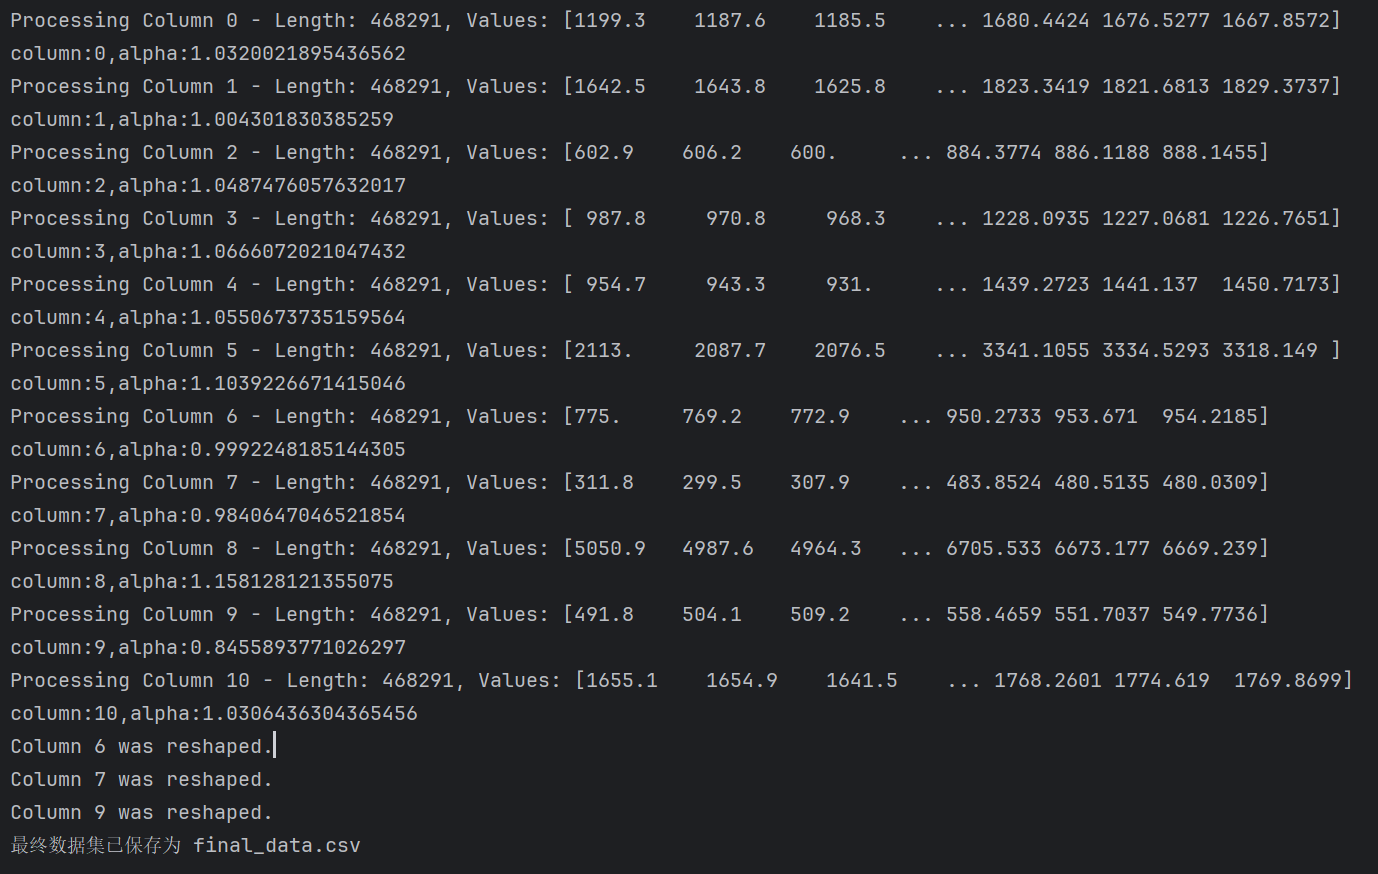 Processing Column 0 - Length: 468291, Values: [1199.3    1187.6    1185.5    ... 1680.4424 1676.5277 1667.8572]
column:0,alpha:1.0320021895436562
Processing Column 1 - Length: 468291, Values: [1642.5    1643.8    1625.8    ... 1823.3419 1821.6813 1829.3737]
column:1,alpha:1.004301830385259
Processing Column 2 - Length: 468291, Values: [602.9    606.2    600.     ... 884.3774 886.1188 888.1455]
column:2,alpha:1.0487476057632017
Processing Column 3 - Length: 468291, Values: [ 987.8     970.8     968.3    ... 1228.0935 1227.0681 1226.7651]
column:3,alpha:1.0666072021047432
Processing Column 4 - Length: 468291, Values: [ 954.7     943.3     931.     ... 1439.2723 1441.137  1450.7173]
column:4,alpha:1.0550673735159564
Processing Column 5 - Length: 468291, Values: [2113.     2087.7    2076.5    ... 3341.1055 3334.5293 3318.149 ]
column:5,alpha:1.1039226671415046
Processing Column 6 - Length: 468291, Values: [775.     769.2    772.9    ... 950.2733 953.671  954.2185]
column:6,alpha:0.9992248185144305
Processing Column 7 - Length: 468291, Values: [311.8    299.5    307.9    ... 483.8524 480.5135 480.0309]
column:7,alpha:0.9840647046521854
Processing Column 8 - Length: 468291, Values: [5050.9   4987.6   4964.3   ... 6705.533 6673.177 6669.239]
column:8,alpha:1.158128121355075
Processing Column 9 - Length: 468291, Values: [491.8    504.1    509.2    ... 558.4659 551.7037 549.7736]
column:9,alpha:0.8455893771026297
Processing Column 10 - Length: 468291, Values: [1655.1    1654.9    1641.5    ... 1768.2601 1774.619  1769.8699]
column:10,alpha:1.0306436304365456
Column 6 was reshaped.
Column 7 was reshaped.
Column 9 was reshaped.
最终数据集已保存为 final_data.csv